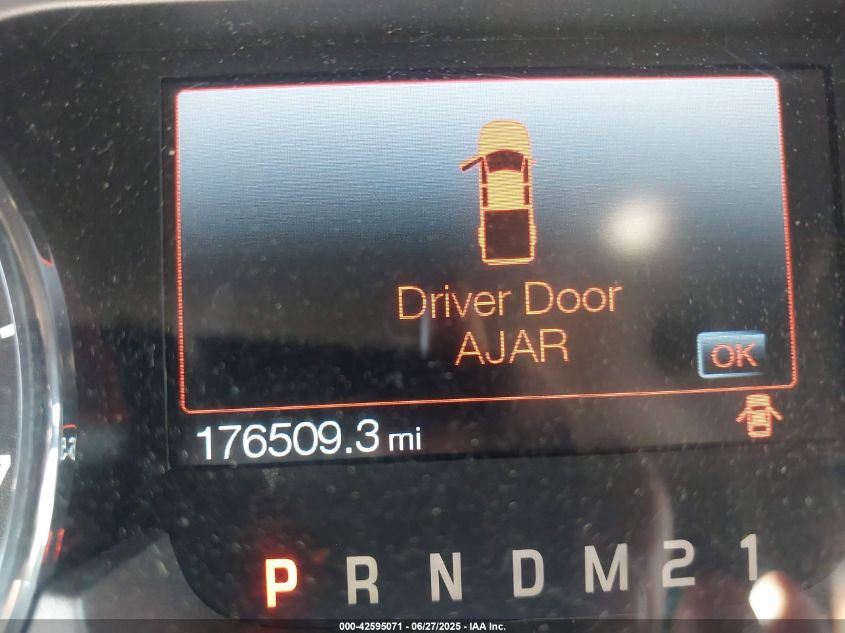 Driver Door
AJAR
OK
176509.3 mi
P R N D M 2 1
000-42595071 - 06/27/2025 - IAA Inc.